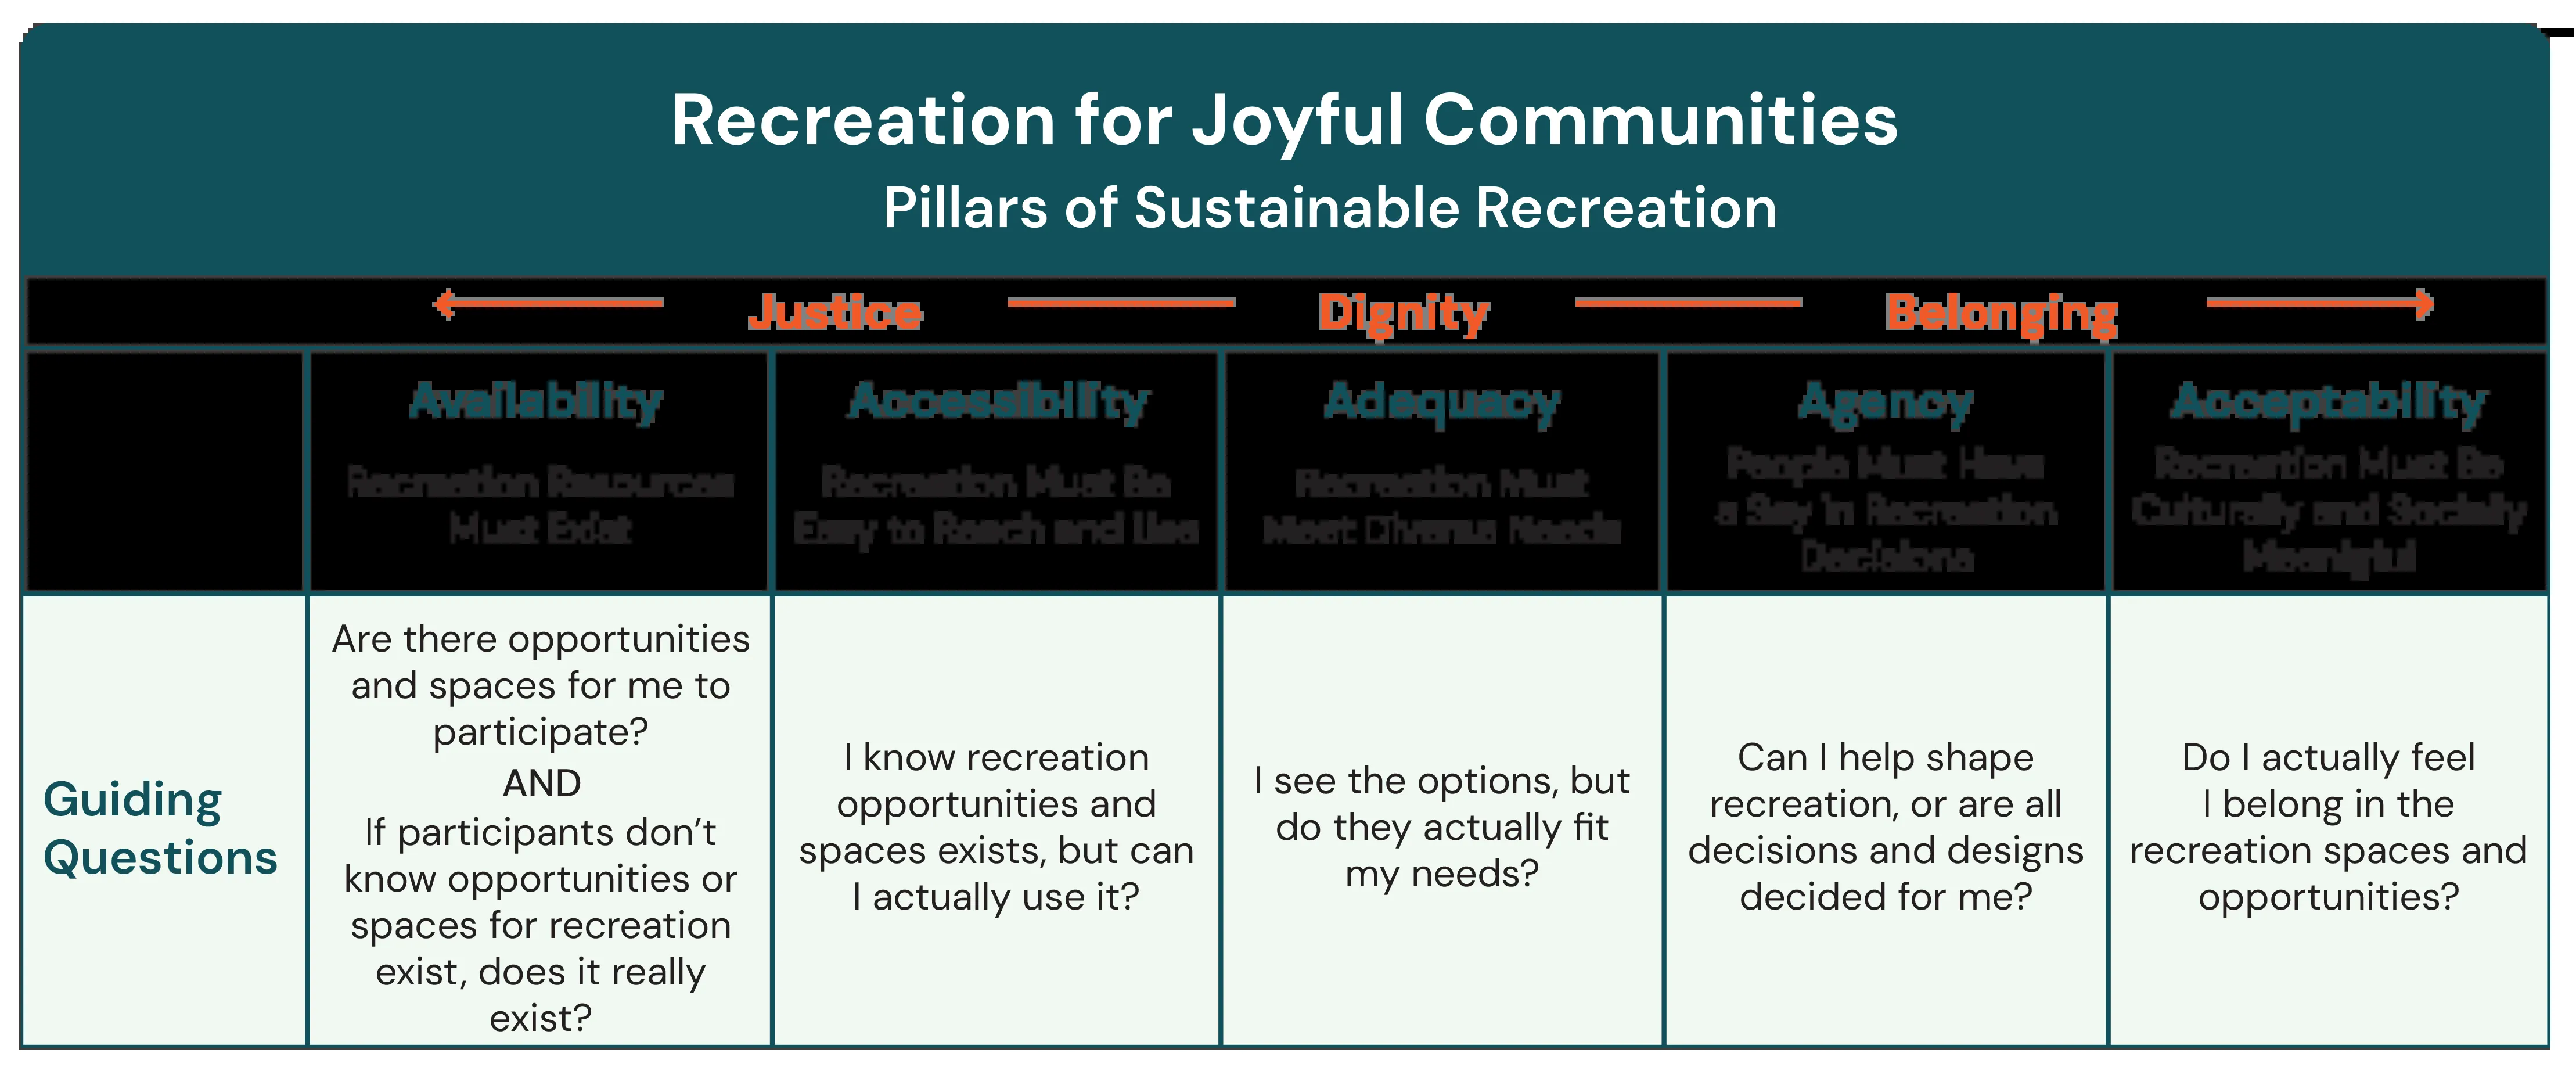 Recreation for Joyful Communities
Pillars of Sustainable Recreation
Justice
Dignity
Belonging
Availability
Recreation Resources
Must Exist
Accessibility
Recreation Must Be
Easy to Reach and Use
Adequacy
Recreation Must
Meet Diverse Needs
Agency
People Must Have
a Say in Recreation
Decisions
Acceptability
Recreation Must Be
Culturally and Socially
Meaningful
Guiding
Questions
Are there opportunities
and spaces for me to
participate?
AND
If participants don’t
know opportunities or
spaces for recreation
exist, does it really
exist?
I know recreation
opportunities and
spaces exists, but can
I actually use it?
I see the options, but
do they actually fit
my needs?
Can I help shape
recreation, or are all
decisions and designs
decided for me?
Do I actually feel
I belong in the
recreation spaces and
opportunities?